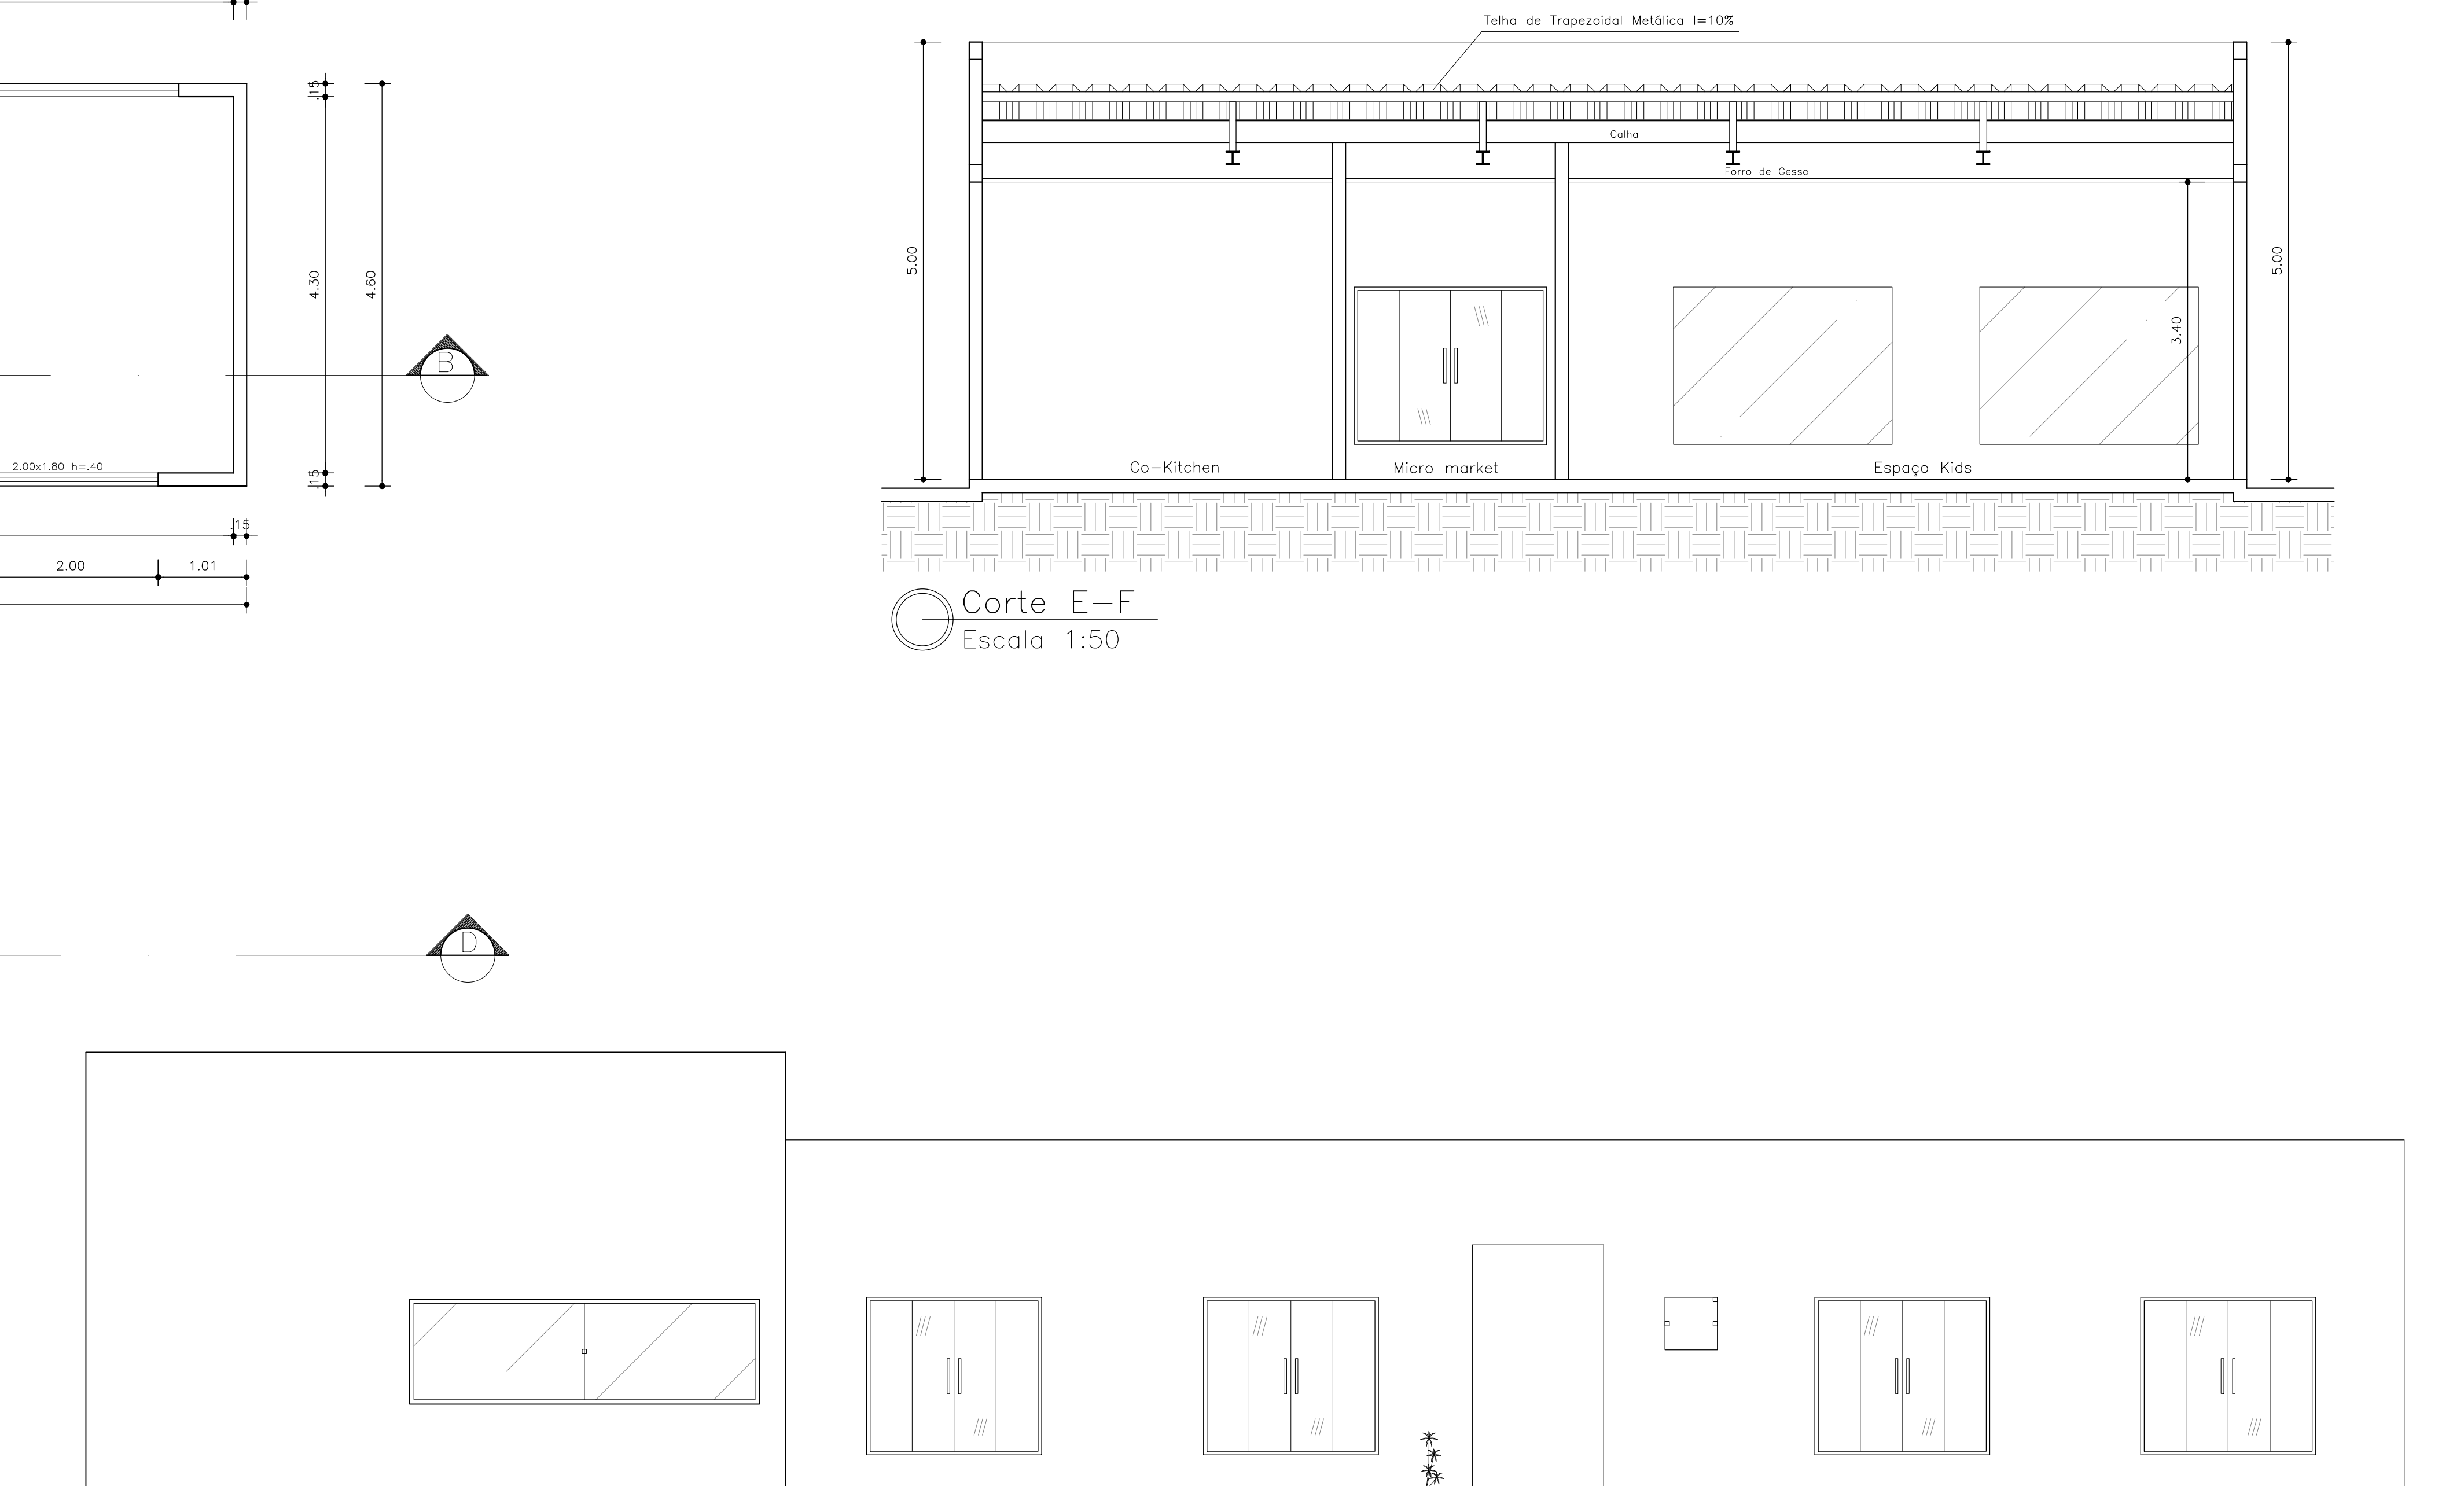 Telha de Trapezoidal Metálica I=10%
.15
4.30
4.60
.15
B
2.00x1.80 h=.40
.15
2.00
1.01
5.00
Calha
Forro de Gesso
3.40
5.00
Co-Kitchen
Micro market
Espaço Kids
Corte E-F
Escala 1:50
D